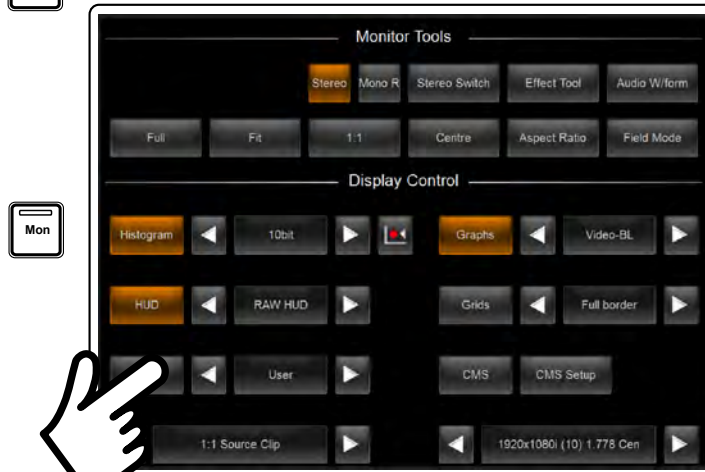 Monitor Tools
Stereo Mono R Stereo Switch Effect Tool Audio W/form
Full Fit 1:1 Centre Aspect Ratio Field Mode
Display Control
Mon
Histogram 10bit Graphs Video-BL
HUD RAW HUD Grids Full border
User CMS CMS Setup
1:1 Source Clip 1920x1080i (10) 1.778 Cen